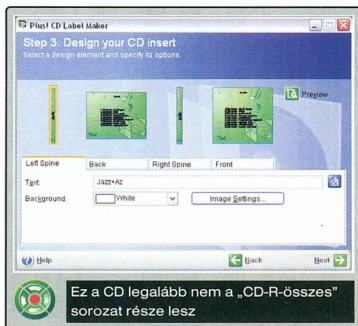 Plus! CD Label Maker
Step 3. Design your CD insert
Select a design element and specify its options.
Preview
Left Spine Back Right Spine Front
Text: Jazz+Az
Background: White Image Settings...
Help Back Next
Ez a CD legalább nem a „CD-R-összes”
sorozat része lesz